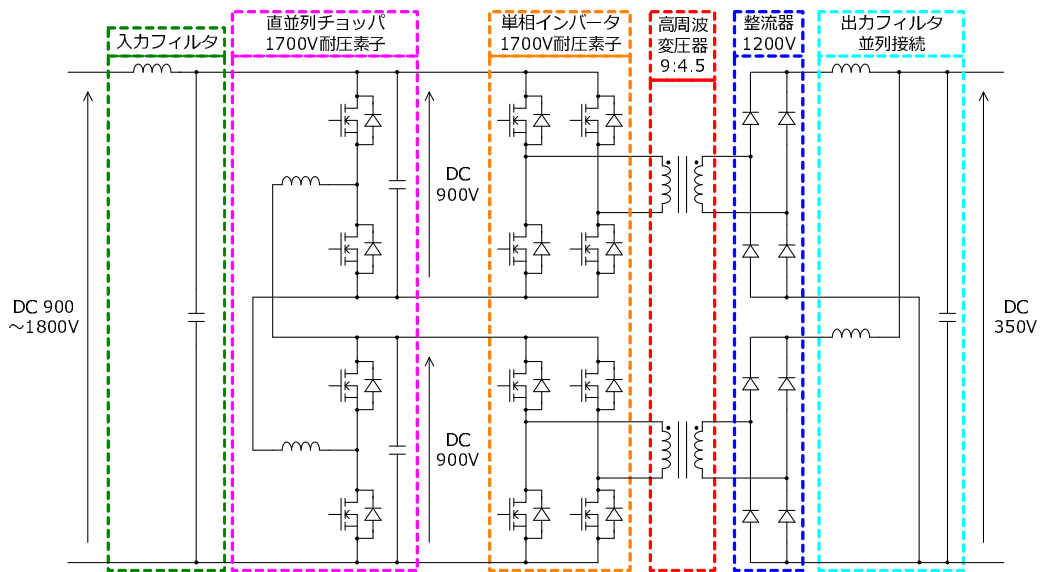 入力フィルタ
直並列チョッパ
1700V耐圧素子
単相インバータ
1700V耐圧素子
高周波
変圧器
9:4.5
整流器
1200V
出力フィルタ
並列接続
DC 900
～1800V
DC
900V
DC
900V
DC
350V